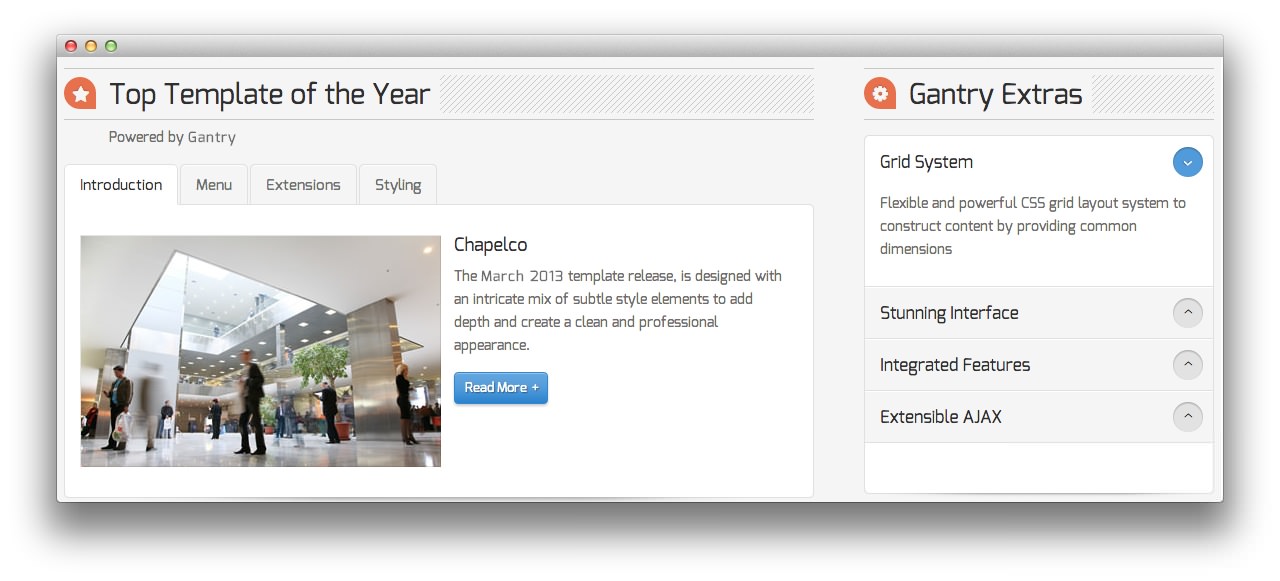 Top Template of the Year
Powered by Gantry
Introduction
Menu
Extensions
Styling
Chapelco
The March 2013 template release, is designed with
an intricate mix of subtle style elements to add
depth and create a clean and professional
appearance.
Read More +
Gantry Extras
Grid System
Flexible and powerful CSS grid layout system to
construct content by providing common
dimensions
Stunning Interface
Integrated Features
Extensible AJAX